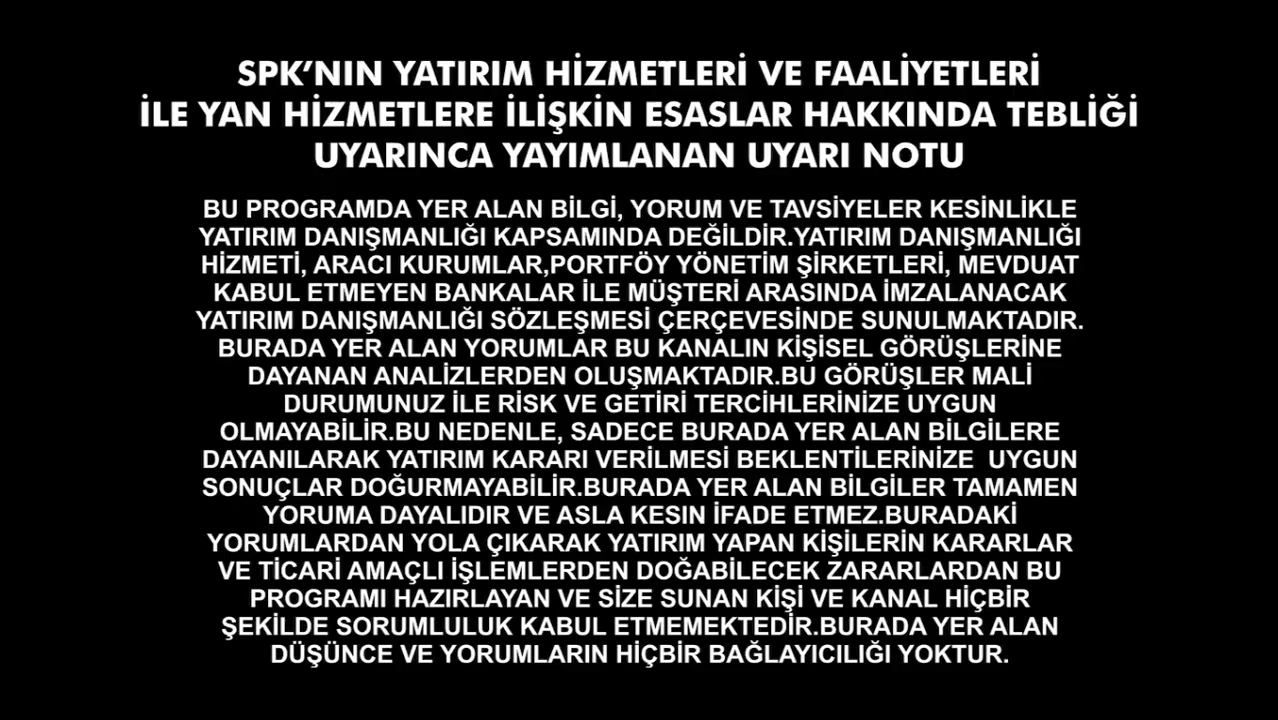 SPK’NIN YATIRIM HİZMETLERİ VE FAALİYETLERİ
İLE YAN HİZMETLERE İLİŞKİN ESASLAR HAKKINDA TEBLİĞİ
UYARINCA YAYIMLANAN UYARI NOTU
BU PROGRAMDA YER ALAN BİLGİ, YORUM VE TAVSİYELER KESİNLİKLE
YATIRIM DANIŞMANLIĞI KAPSAMINDA DEĞİLDİR.YATIRIM DANIŞMANLIĞI
HİZMETİ, ARACI KURUMLAR,PORTFÖY YÖNETİM ŞİRKETLERİ, MEVDUAT
KABUL ETMEYEN BANKALAR İLE MÜŞTERİ ARASINDA İMZALANACAK
YATIRIM DANIŞMANLIĞI SÖZLEŞMESİ ÇERÇEVESİNDE SUNULMAKTADIR.
BURADA YER ALAN YORUMLAR BU KANALIN KİŞİSEL GÖRÜŞLERİNE
DAYANAN ANALİZLERDEN OLUŞMAKTADIR.BU GÖRÜŞLER MALİ
DURUMUNUZ İLE RİSK VE GETİRİ TERCİHLERİNİZE UYGUN
OLMAYABİLİR.BU NEDENLE, SADECE BURADA YER ALAN BİLGİLERE
DAYANILARAK YATIRIM KARARI VERİLMESİ BEKLENTİLERİNİZE  UYGUN
SONUÇLAR DOĞURMAYABİLİR.BURADA YER ALAN BİLGİLER TAMAMEN
YORUMA DAYALIDIR VE ASLA KESIN İFADE ETMEZ.BURADAKİ
YORUMLARDAN YOLA ÇIKARAK YATIRIM YAPAN KİŞİLERİN KARARLAR
VE TİCARİ AMAÇLI İŞLEMLERDEN DOĞABİLECEK ZARARLARDAN BU
PROGRAMI HAZIRLAYAN VE SİZE SUNAN KİŞİ VE KANAL HİÇBİR
ŞEKİLDE SORUMLULUK KABUL ETMEMEKTEDİR.BURADA YER ALAN
DÜŞÜNCE VE YORUMLARIN HİÇBİR BAĞLAYICILIĞI YOKTUR.